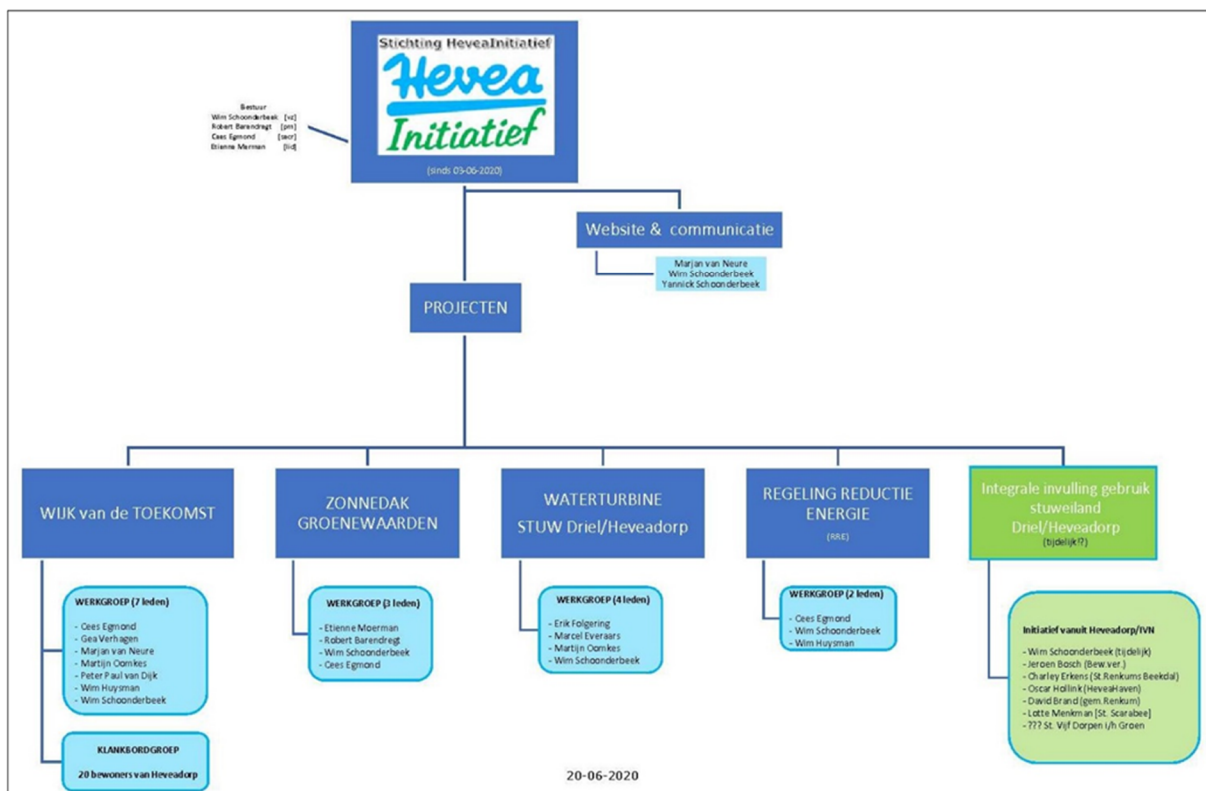 Stichting HeveaInitiatief
Hevea
Initiatief
(sinds 03-06-2020)
Bestuur
Wim Schoonderbeek [vz]
Robert Barendregt [pm]
Cees Egmond [secr]
Etienne Marman [lid]
Website & communicatie
Marjan van Neure
Wim Schoonderbeek
Yannick Schoonderbeek
PROJECTEN
WIJK van de TOEKOMST
WERKGROEP (7 leden)
- Cees Egmond
- Gea Verhagen
- Marjan van Neure
- Martijn Oomkes
- Peter Paul van Dijk
- Wim Huysman
- Wim Schoonderbeek
KLANKBORDGROEP
20 bewoners van Heveadorp
ZONNEDAK
GROENEWAARDEN
WERKGROEP (3 leden)
- Etienne Moerman
- Robert Barendregt
- Wim Schoonderbeek
- Cees Egmond
WATERTURBINE
STUW Driel/Heveadorp
WERKGROEP (4 leden)
- Erik Folgering
- Marcel Everaars
- Martijn Oomkes
- Wim Schoonderbeek
REGELING REDUCTIE
ENERGIE
(RRE)
WERKGROEP (2 leden)
- Cees Egmond
- Wim Schoonderbeek
- Wim Huysman
Integrale invulling gebruik
stuweiland
Driel/Heveadorp
(tijdelijk!?)
Initiatief vanuit Heveadorp/IVN
- Wim Schoonderbeek (tijdelijk)
- Jeroen Bosch (Bew.ver.)
- Charley Erkens (St.Renkums Beekdal)
- Oscar Hollink (HeveaHaven)
- David Brand (gem.Renkum)
- Lotte Menkman [St. Scarabee]
- ??? St. Vijf Dorpen i/h Groen
20-06-2020